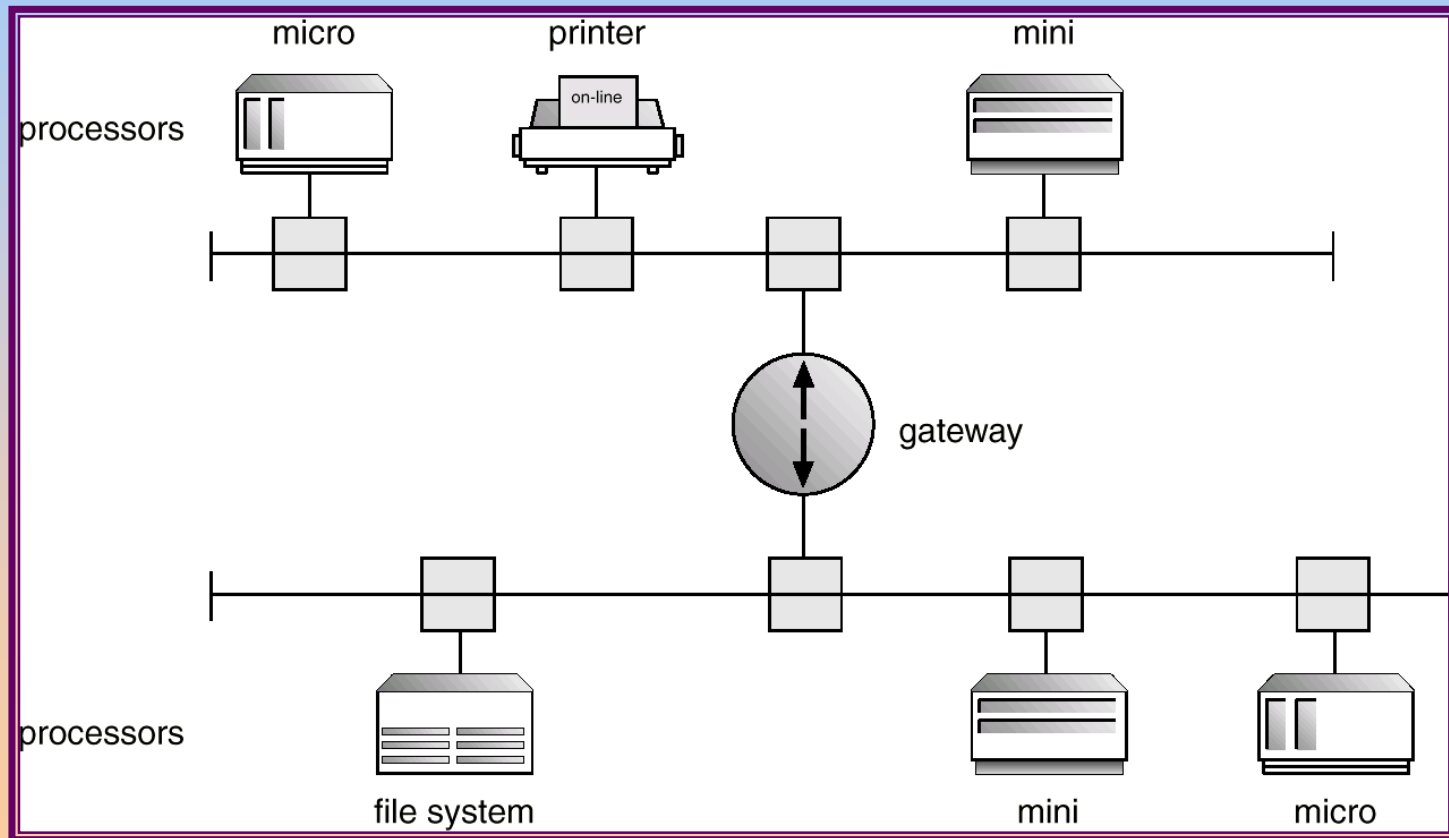 micro printer mini
on-line
processors
gateway
processors
file system mini micro